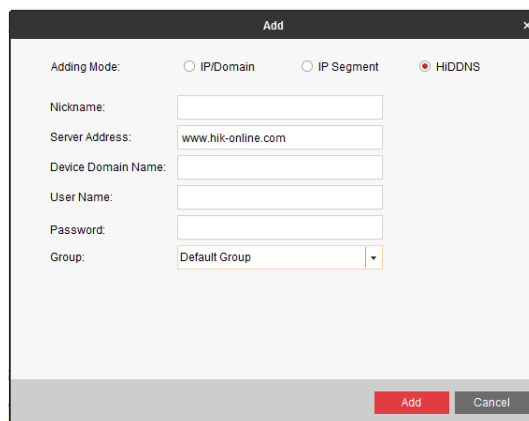 Add
Adding Mode: IP/Domain IP Segment HiDDNS
Nickname:
Server Address: www.hik-online.com
Device Domain Name:
User Name:
Password:
Group: Default Group
Add Cancel